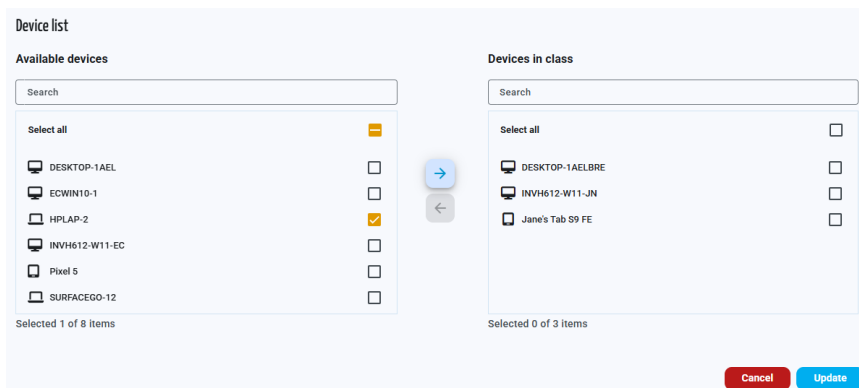 Device list
Available devices
Search
Select all
DESKTOP-1AEL
ECWIN10-1
HPLAP-2
INVH612-W11-EC
Pixel 5
SURFACEGO-12
Selected 1 of 8 items
Devices in class
Search
Select all
DESKTOP-1AELBRE
INVH612-W11-JN
Jane's Tab S9 FE
Selected 0 of 3 items
Cancel
Update